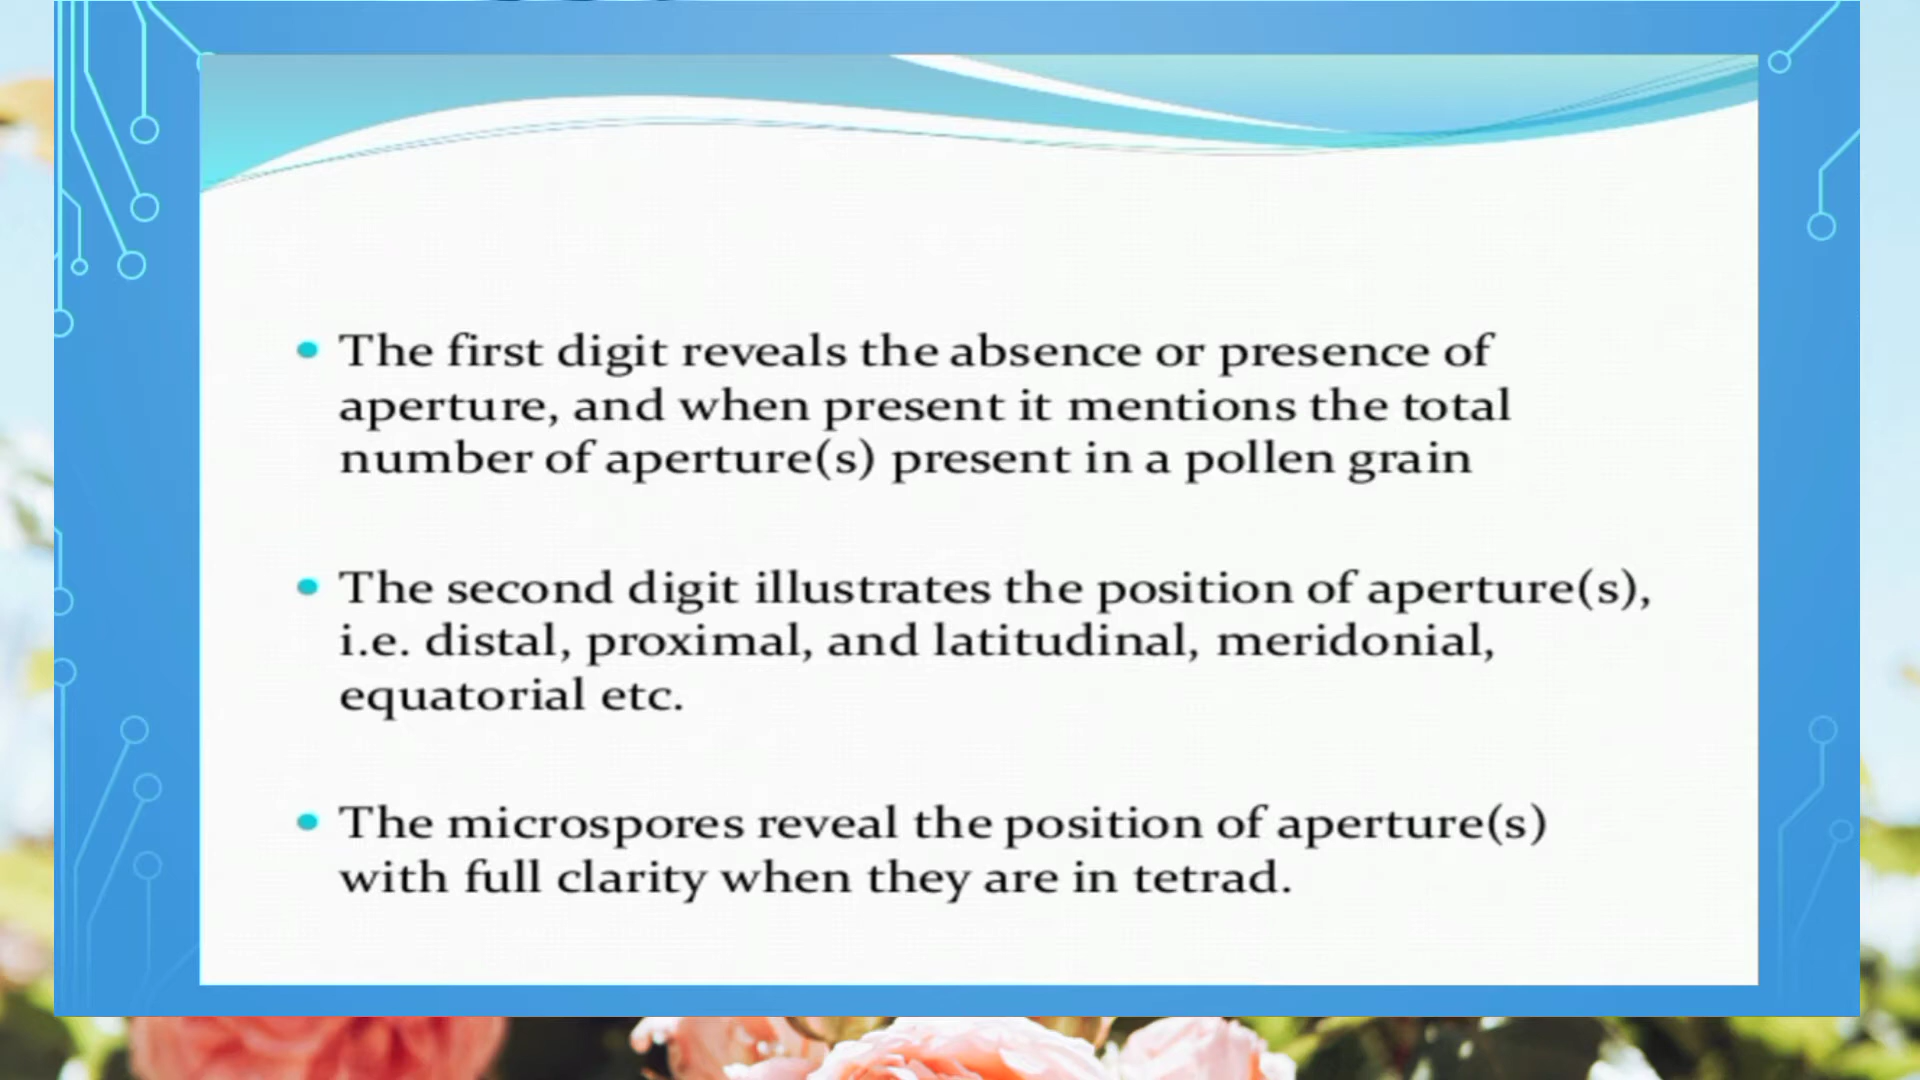 The first digit reveals the absence or presence of
aperture, and when present it mentions the total
number of aperture(s) present in a pollen grain
The second digit illustrates the position of aperture(s),
i.e. distal, proximal, and latitudinal, meridonial,
equatorial etc.
The microspores reveal the position of aperture(s)
with full clarity when they are in tetrad.